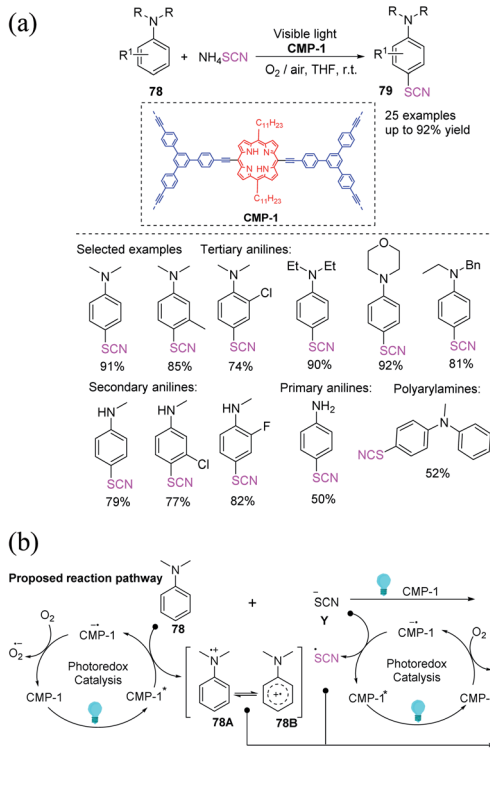 (a)
R N R
R¹
78
+ NH₄SCN
Visible light
CMP-1
O₂ / air, THF, r.t.
R N R
R¹
SCN
79
25 examples
up to 92% yield
C₁₁H₂₃
NH N
N HN
C₁₁H₂₃
CMP-1
Selected examples
Tertiary anilines:
N N N Cl Et N Et O N N Bn
SCN SCN SCN SCN SCN SCN
91% 85% 74% 90% 92% 81%
Secondary anilines:
Primary anilines:
Polyarylamines:
HN HN Cl HN F NH₂ NCS N
SCN SCN SCN SCN
79% 77% 82% 50% 52%
(b)
Proposed reaction pathway
N
78
+
⁻SCN
Y
CMP-1
O₂
O₂•−
−•
CMP-1
Photoredox
Catalysis
CMP-1
CMP-1*
•+
N
78A
N
+•
78B
•SCN
−•
CMP-1
Photoredox
Catalysis
CMP-1*
CMP-
O₂